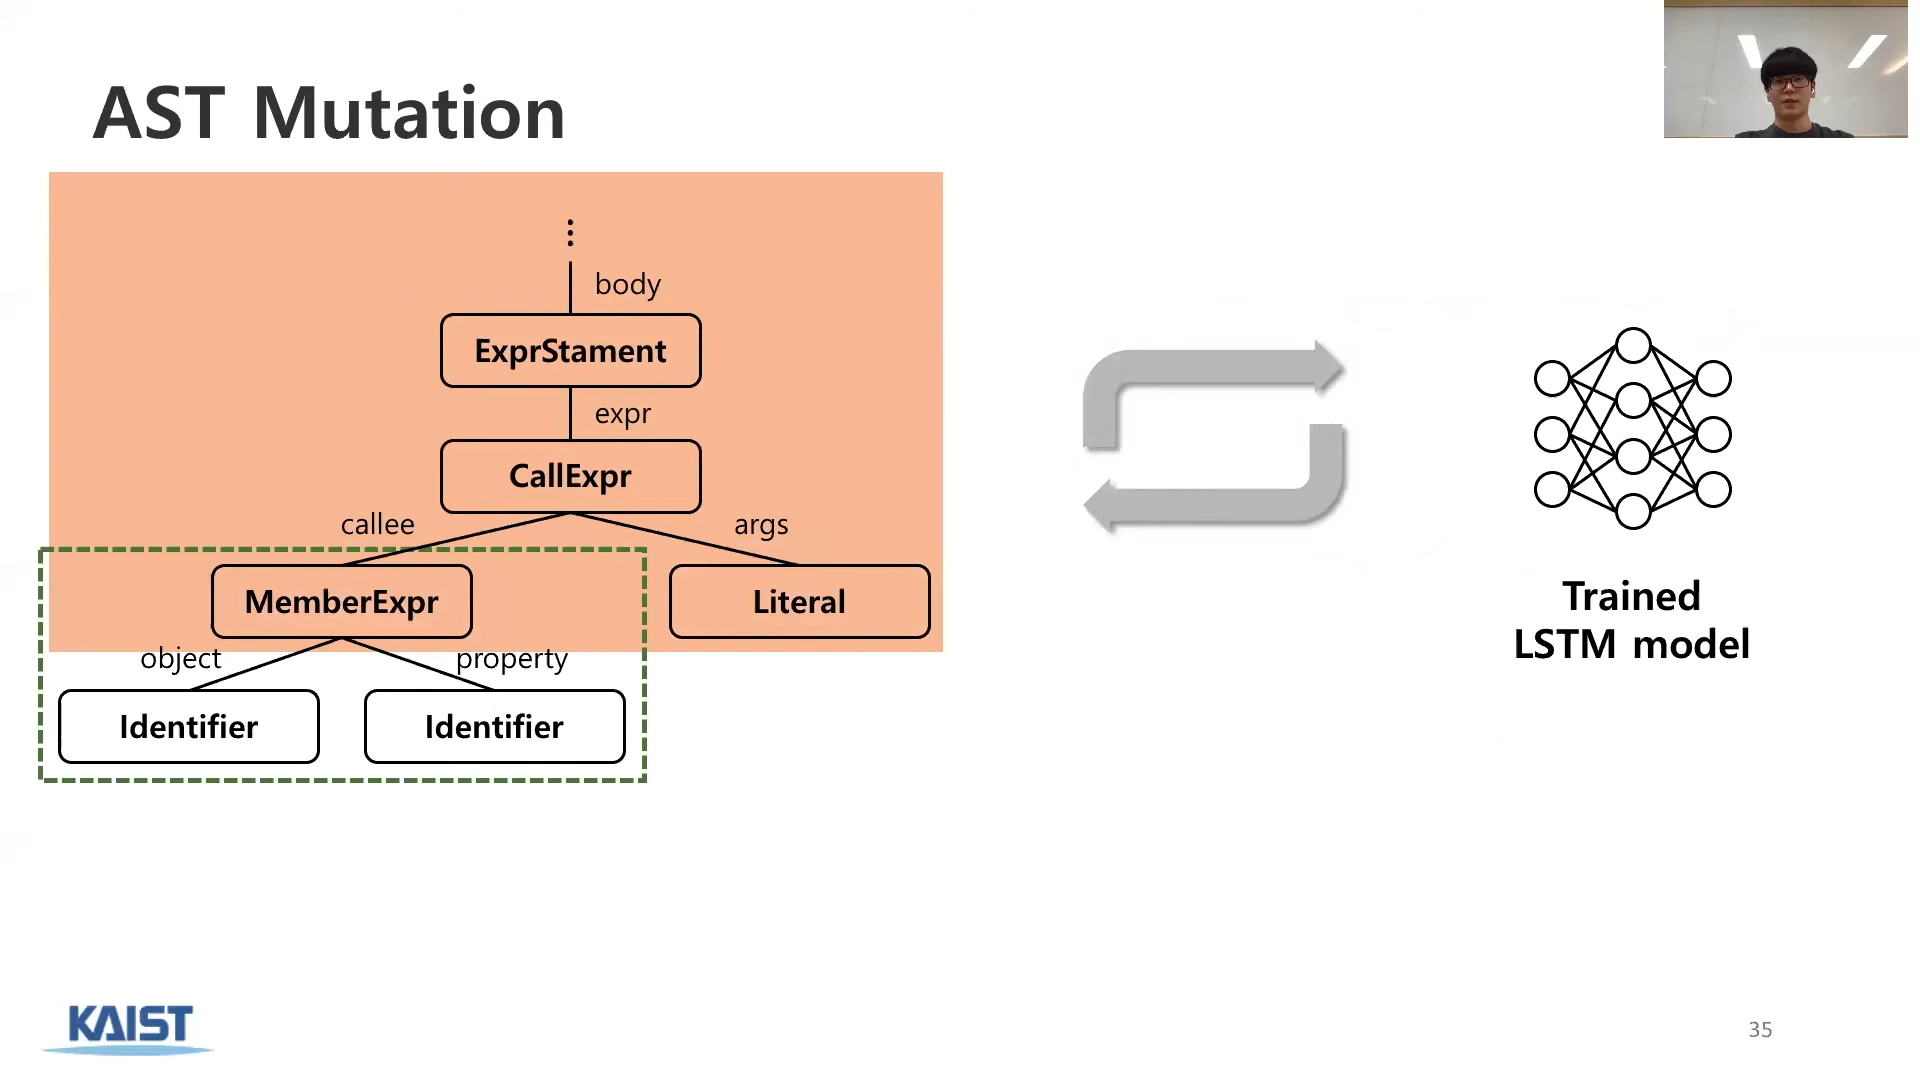 AST Mutation
⋮
body
ExprStament
expr
CallExpr
callee
args
MemberExpr
Literal
object
property
Identifier
Identifier
Trained
LSTM model
KAIST
35